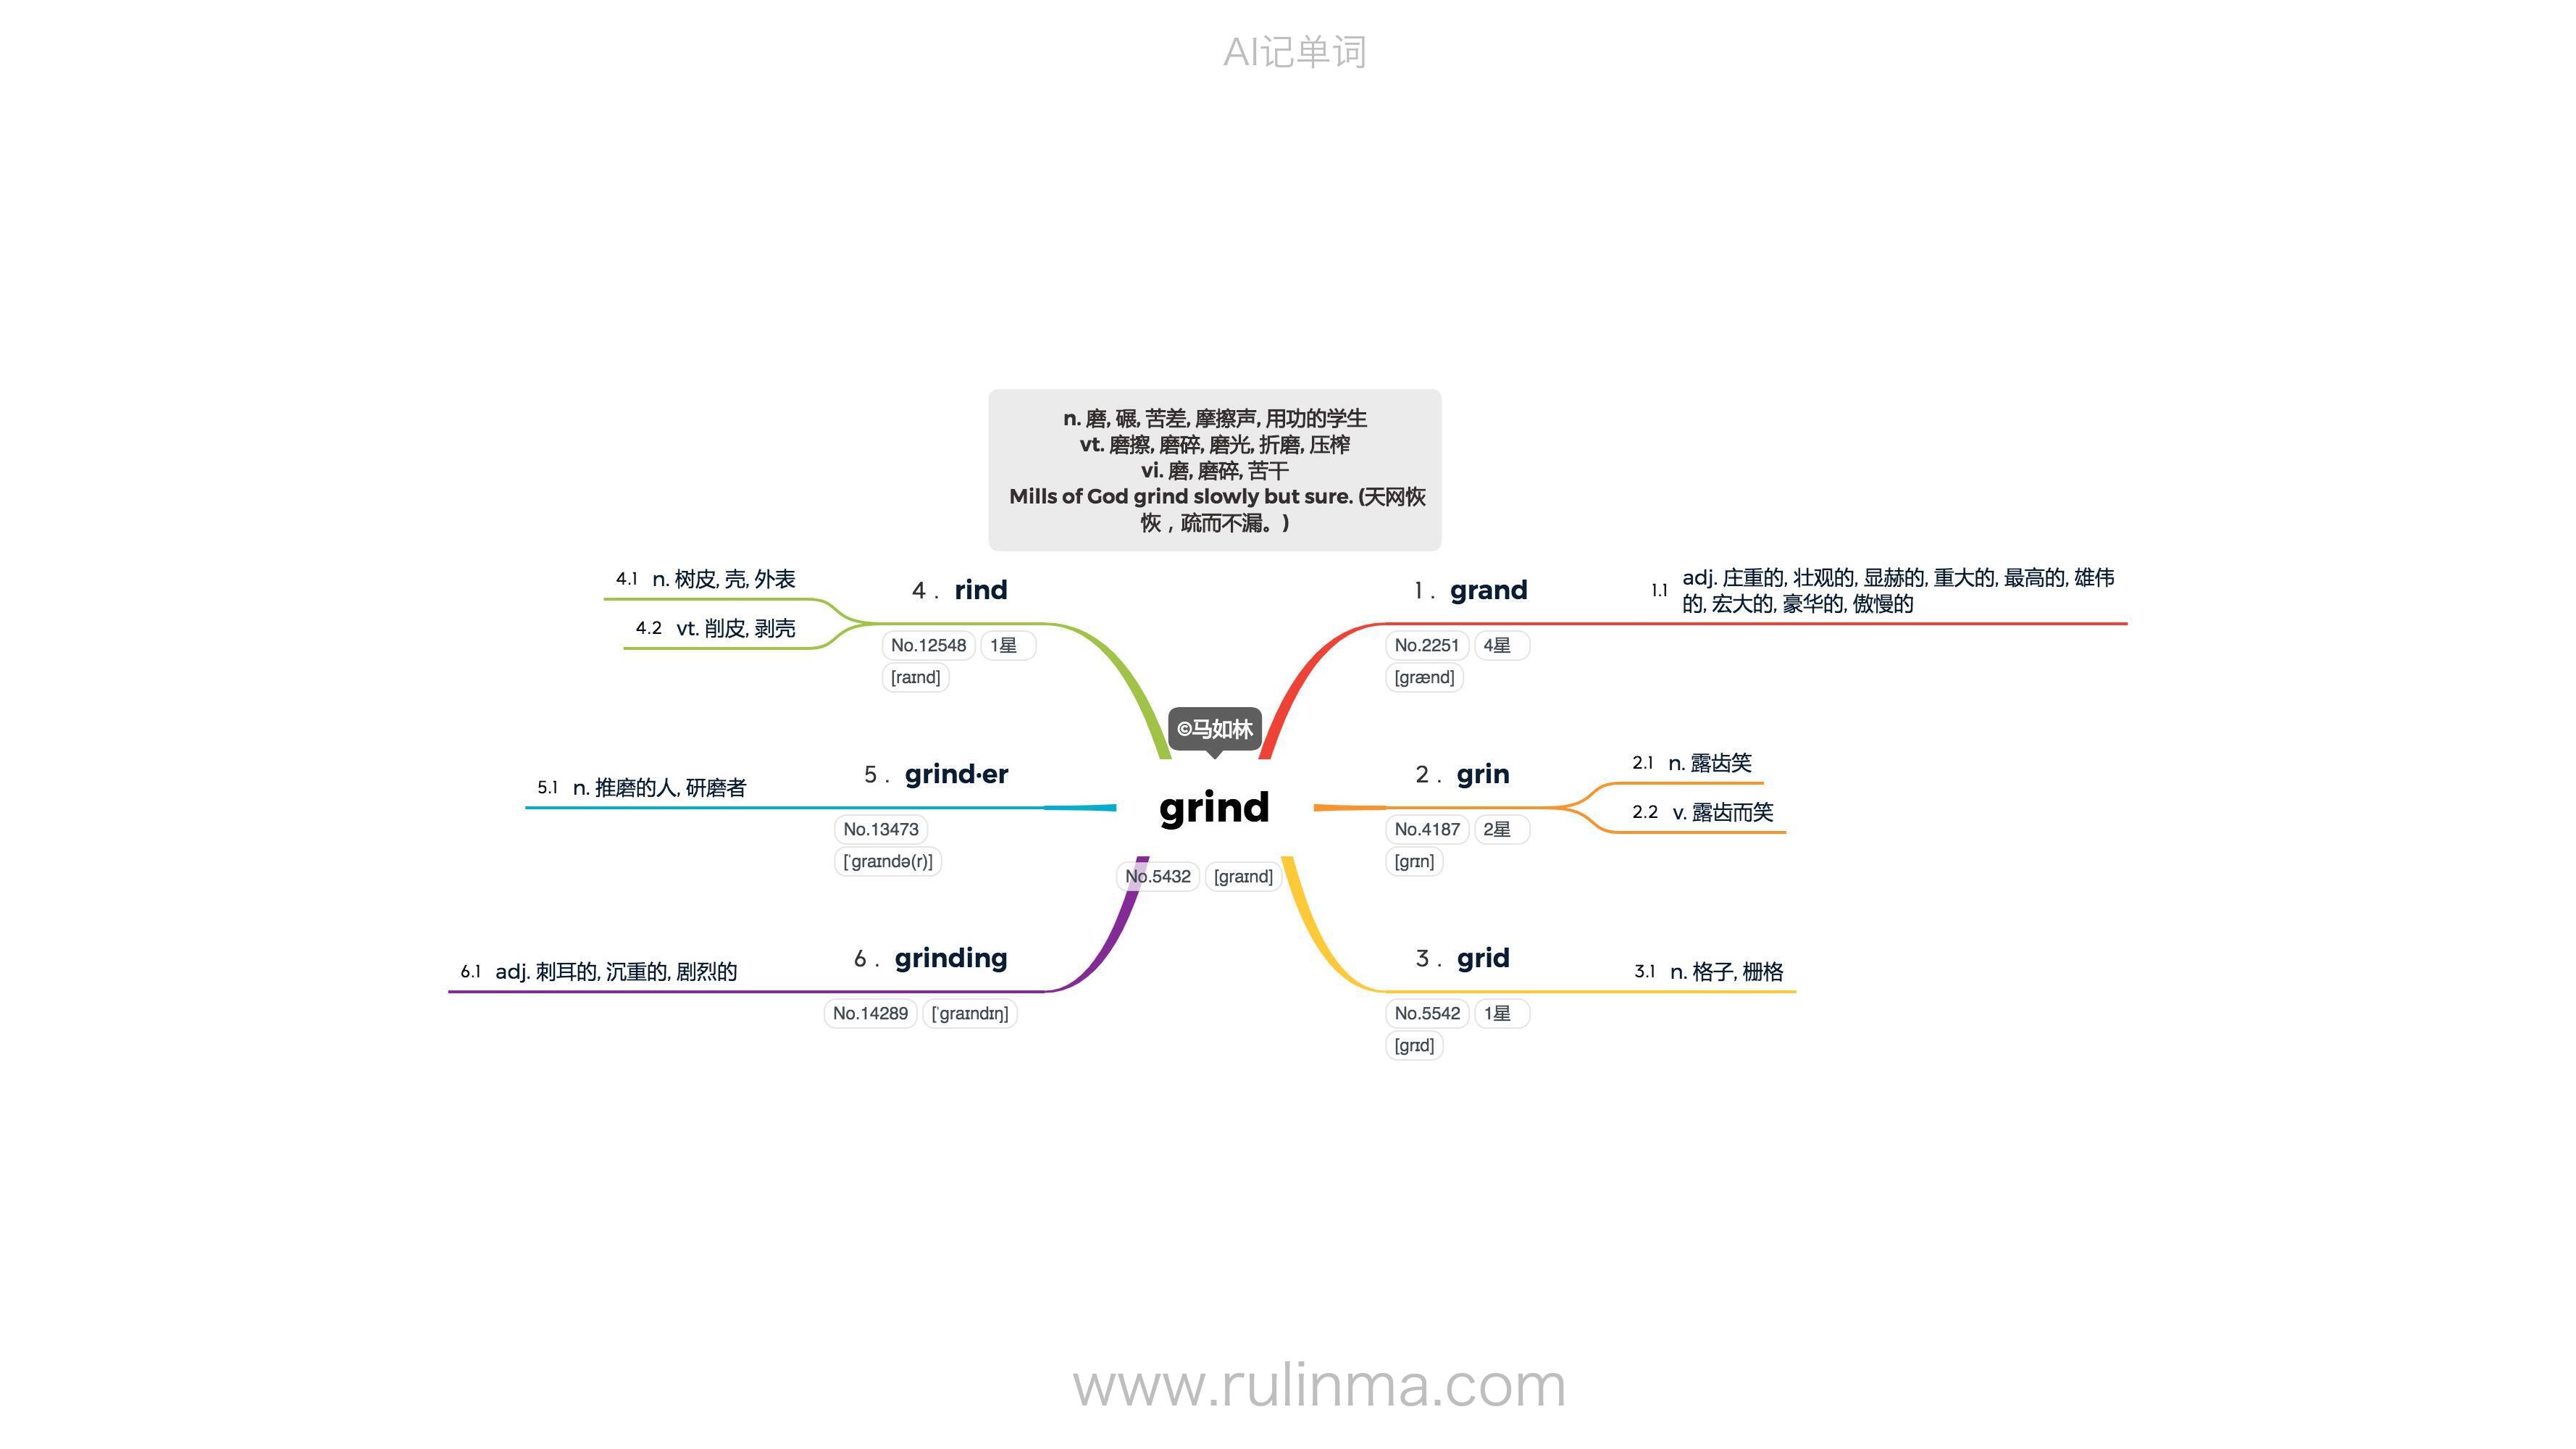 AI记单词
n. 磨, 碾, 苦差, 摩擦声, 用功的学生
vt. 磨擦, 磨碎, 磨光, 折磨, 压榨
vi. 磨, 磨碎, 苦干
Mills of God grind slowly but sure. (天网恢
恢，疏而不漏。)
©马如林
grind
No.5432 [graɪnd]
1 . grand
No.2251 4星
[grænd]
1.1 adj. 庄重的, 壮观的, 显赫的, 重大的, 最高的, 雄伟
的, 宏大的, 豪华的, 傲慢的
2 . grin
No.4187 2星
[grɪn]
2.1 n. 露齿笑
2.2 v. 露齿而笑
3 . grid
No.5542 1星
[grɪd]
3.1 n. 格子, 栅格
4 . rind
No.12548 1星
[raɪnd]
4.1 n. 树皮, 壳, 外表
4.2 vt. 削皮, 剥壳
5 . grind·er
No.13473
[ˈgraɪndə(r)]
5.1 n. 推磨的人, 研磨者
6 . grinding
No.14289 [ˈgraɪndɪŋ]
6.1 adj. 刺耳的, 沉重的, 剧烈的
www.rulinma.com